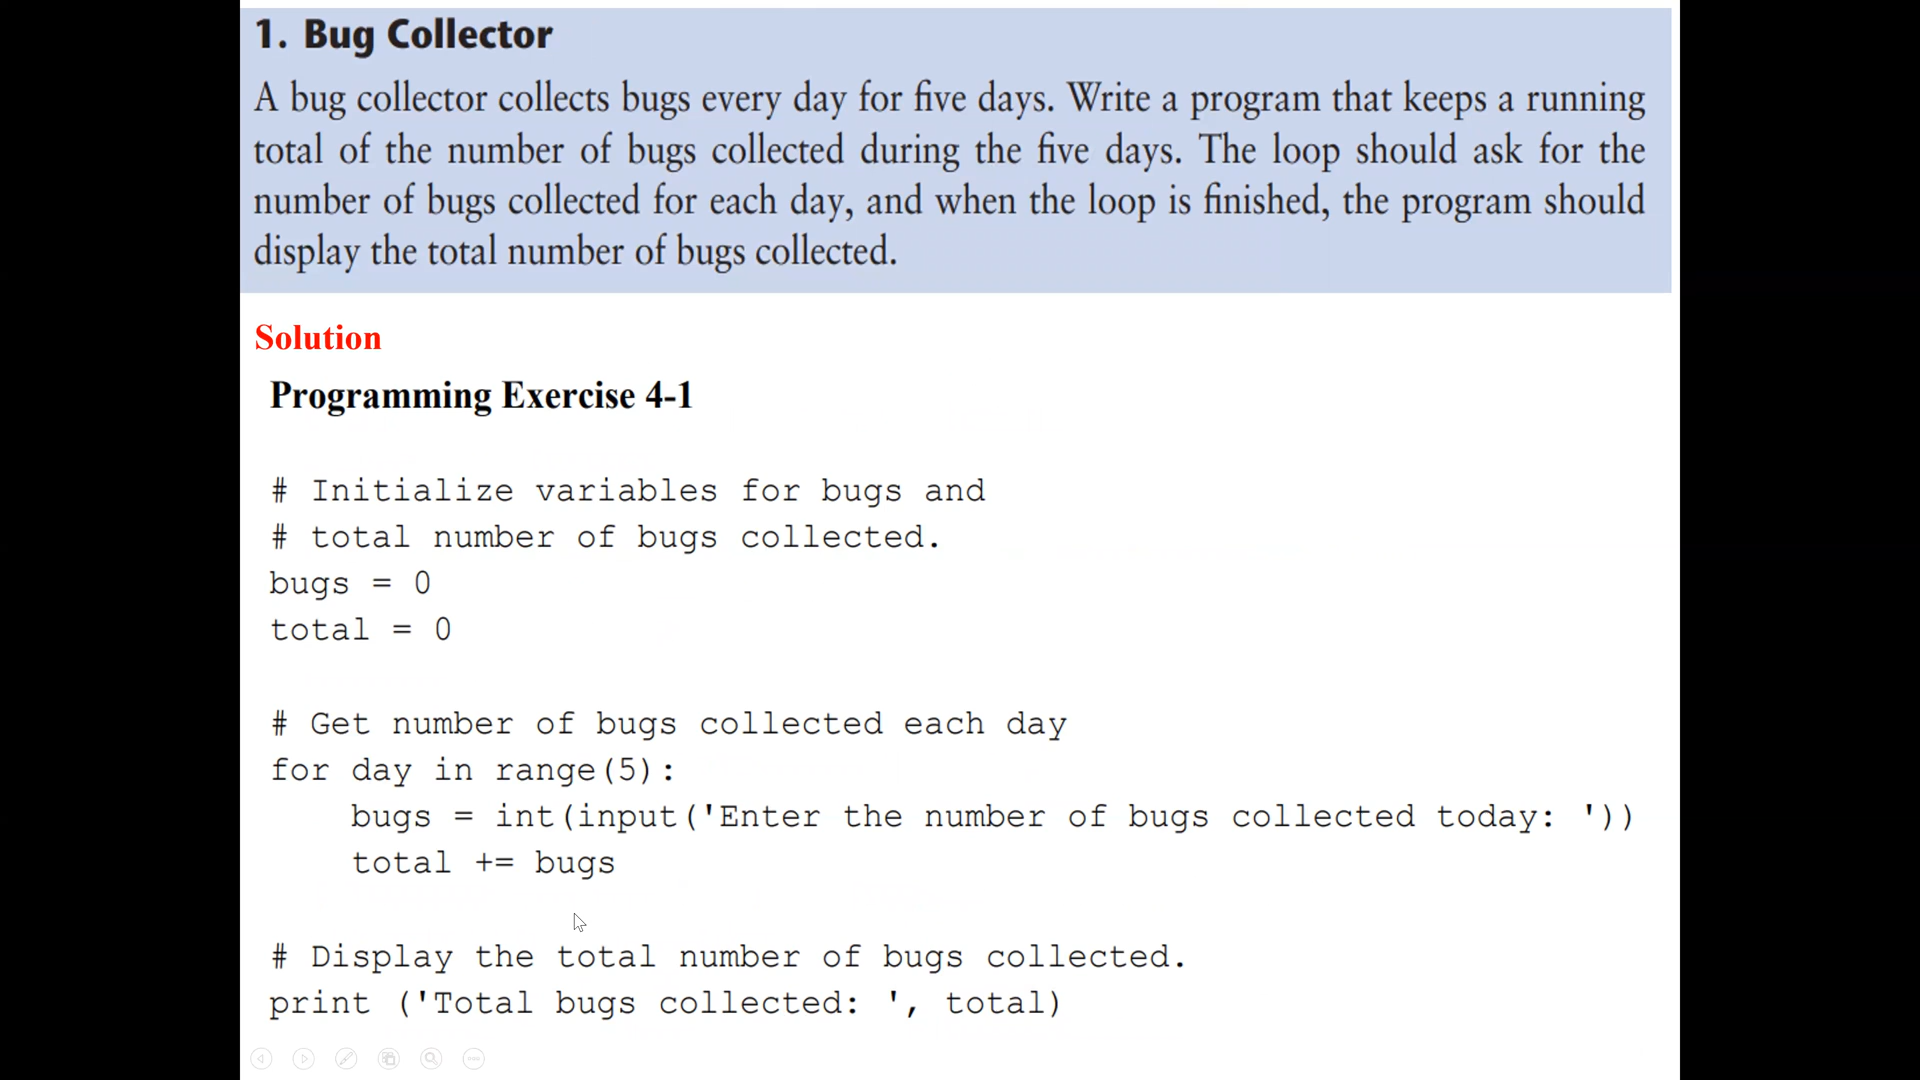 1. Bug Collector
A bug collector collects bugs every day for five days. Write a program that keeps a running
total of the number of bugs collected during the five days. The loop should ask for the
number of bugs collected for each day, and when the loop is finished, the program should
display the total number of bugs collected.
Solution
Programming Exercise 4-1
# Initialize variables for bugs and
# total number of bugs collected.
bugs = 0
total = 0
# Get number of bugs collected each day
for day in range(5):
    bugs = int(input('Enter the number of bugs collected today: '))
    total += bugs
# Display the total number of bugs collected.
print ('Total bugs collected: ', total)